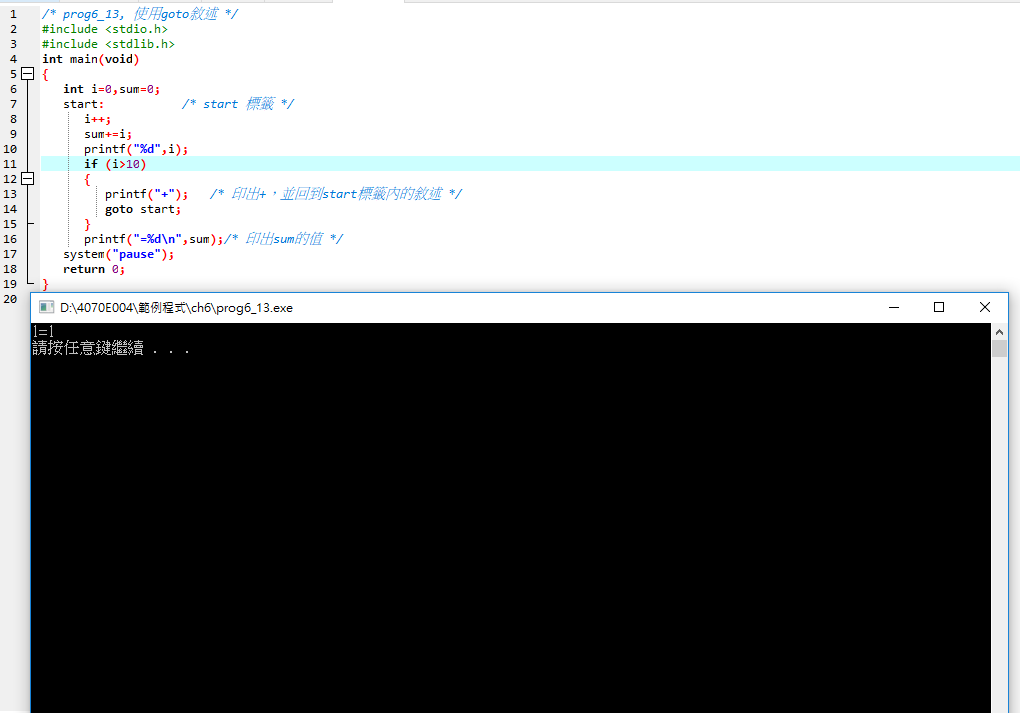 1 /* prog6_13, 使用goto敘述 */
2 #include <stdio.h>
3 #include <stdlib.h>
4 int main(void)
5 {
6 int i=0,sum=0;
7 start: /* start 標籤 */
8 i++;
9 sum+=i;
10 printf("%d",i);
11 if (i>10)
12 {
13 printf("+"); /* 印出+，並回到start標籤內的敘述 */
14 goto start;
15 }
16 printf("=%d\n",sum);/* 印出sum的值 */
17 system("pause");
18 return 0;
19 }
20
D:\4070E004\範例程式\ch6\prog6_13.exe
1=1
請按任意鍵繼續 . . .